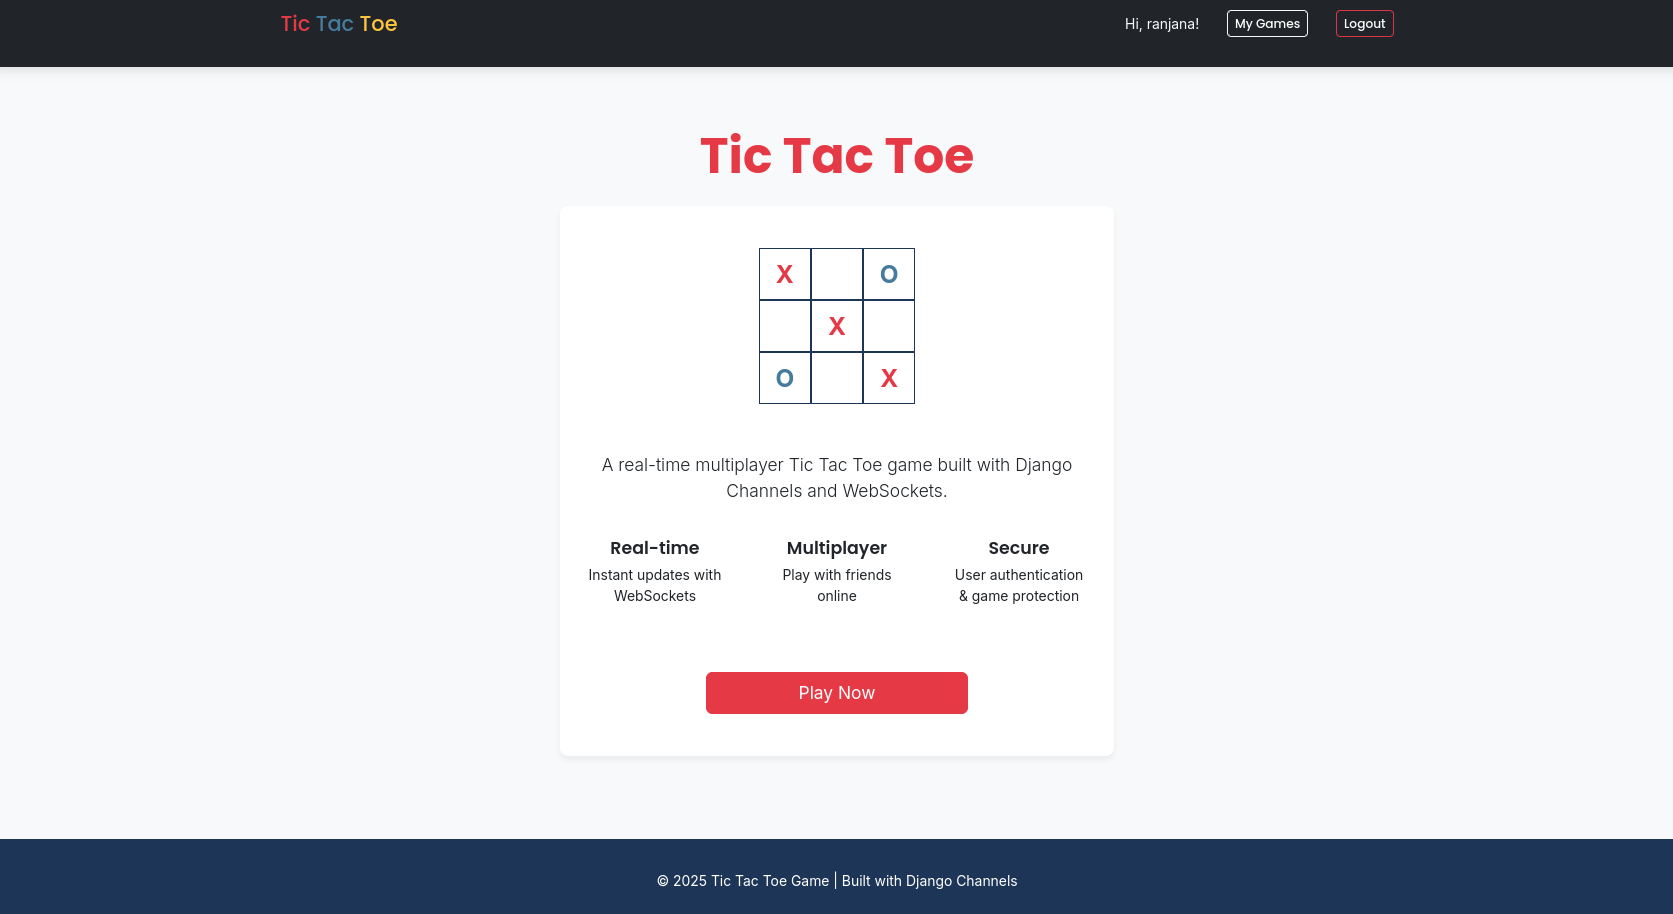 Tic Tac Toe
Hi, ranjana!
My Games
Logout
Tic Tac Toe
X O
X
O X
A real-time multiplayer Tic Tac Toe game built with Django
Channels and WebSockets.
Real-time
Instant updates with
WebSockets
Multiplayer
Play with friends
online
Secure
User authentication
& game protection
Play Now
© 2025 Tic Tac Toe Game | Built with Django Channels